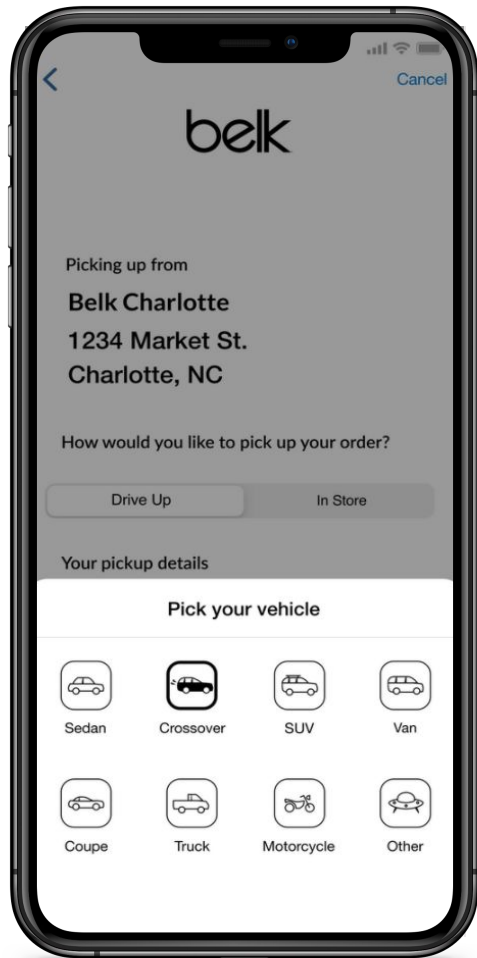 Cancel
belk
Picking up from
Belk Charlotte
1234 Market St.
Charlotte, NC
How would you like to pick up your order?
Drive Up In Store
Your pickup details
Pick your vehicle
Sedan Crossover SUV Van
Coupe Truck Motorcycle Other